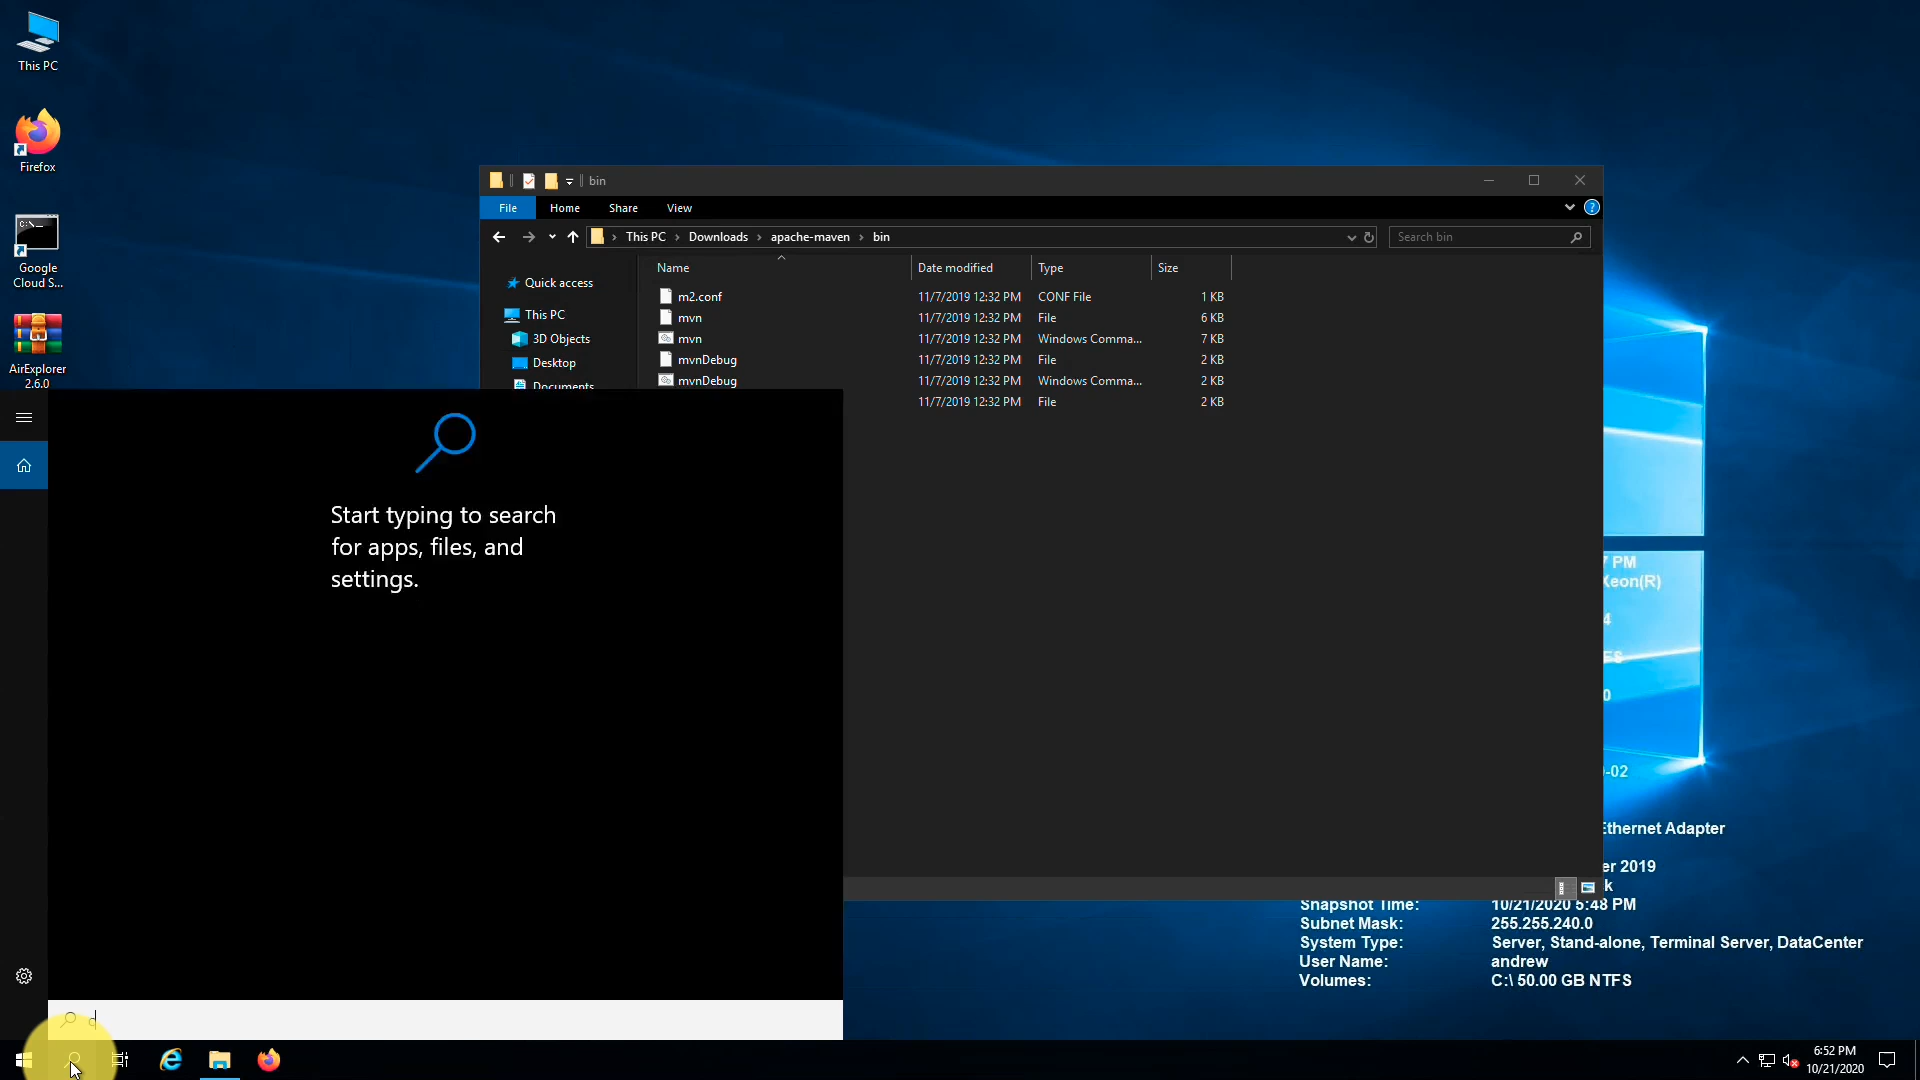 This PC
Firefox
Google
Cloud S...
AirExplorer
2.6.0
bin
File
Home
Share
View
This PC
Downloads
apache-maven
bin
Search bin
Quick access
This PC
3D Objects
Desktop
Documents
Name
Date modified
Type
Size
m2.conf 11/7/2019 12:32 PM CONF File 1 KB
mvn 11/7/2019 12:32 PM File 6 KB
mvn 11/7/2019 12:32 PM Windows Comma... 7 KB
mvnDebug 11/7/2019 12:32 PM File 2 KB
mvnDebug 11/7/2019 12:32 PM Windows Comma... 2 KB
11/7/2019 12:32 PM File 2 KB
Start typing to search
for apps, files, and
settings.
7 PM
Xeon(R)
4
FS
0
-02
Ethernet Adapter
er 2019
k
Snapshot Time: 10/21/2020 5:48 PM
Subnet Mask: 255.255.240.0
System Type: Server, Stand-alone, Terminal Server, DataCenter
User Name: andrew
Volumes: C:\ 50.00 GB NTFS
6:52 PM
10/21/2020